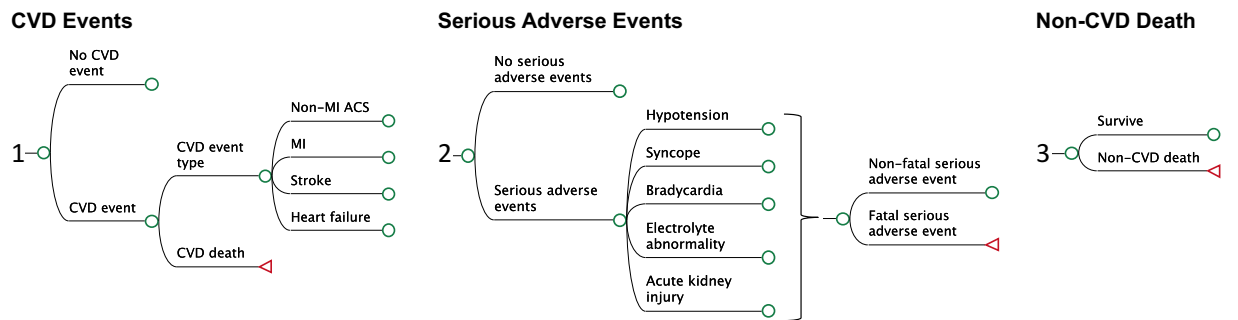 CVD Events
No CVD
event
1
CVD event
CVD event
type
CVD death
Non-MI ACS
MI
Stroke
Heart failure
Serious Adverse Events
No serious
adverse events
2
Serious adverse
events
Hypotension
Syncope
Bradycardia
Electrolyte
abnormality
Acute kidney
injury
Non-fatal serious
adverse event
Fatal serious
adverse event
Non-CVD Death
3
Survive
Non-CVD death